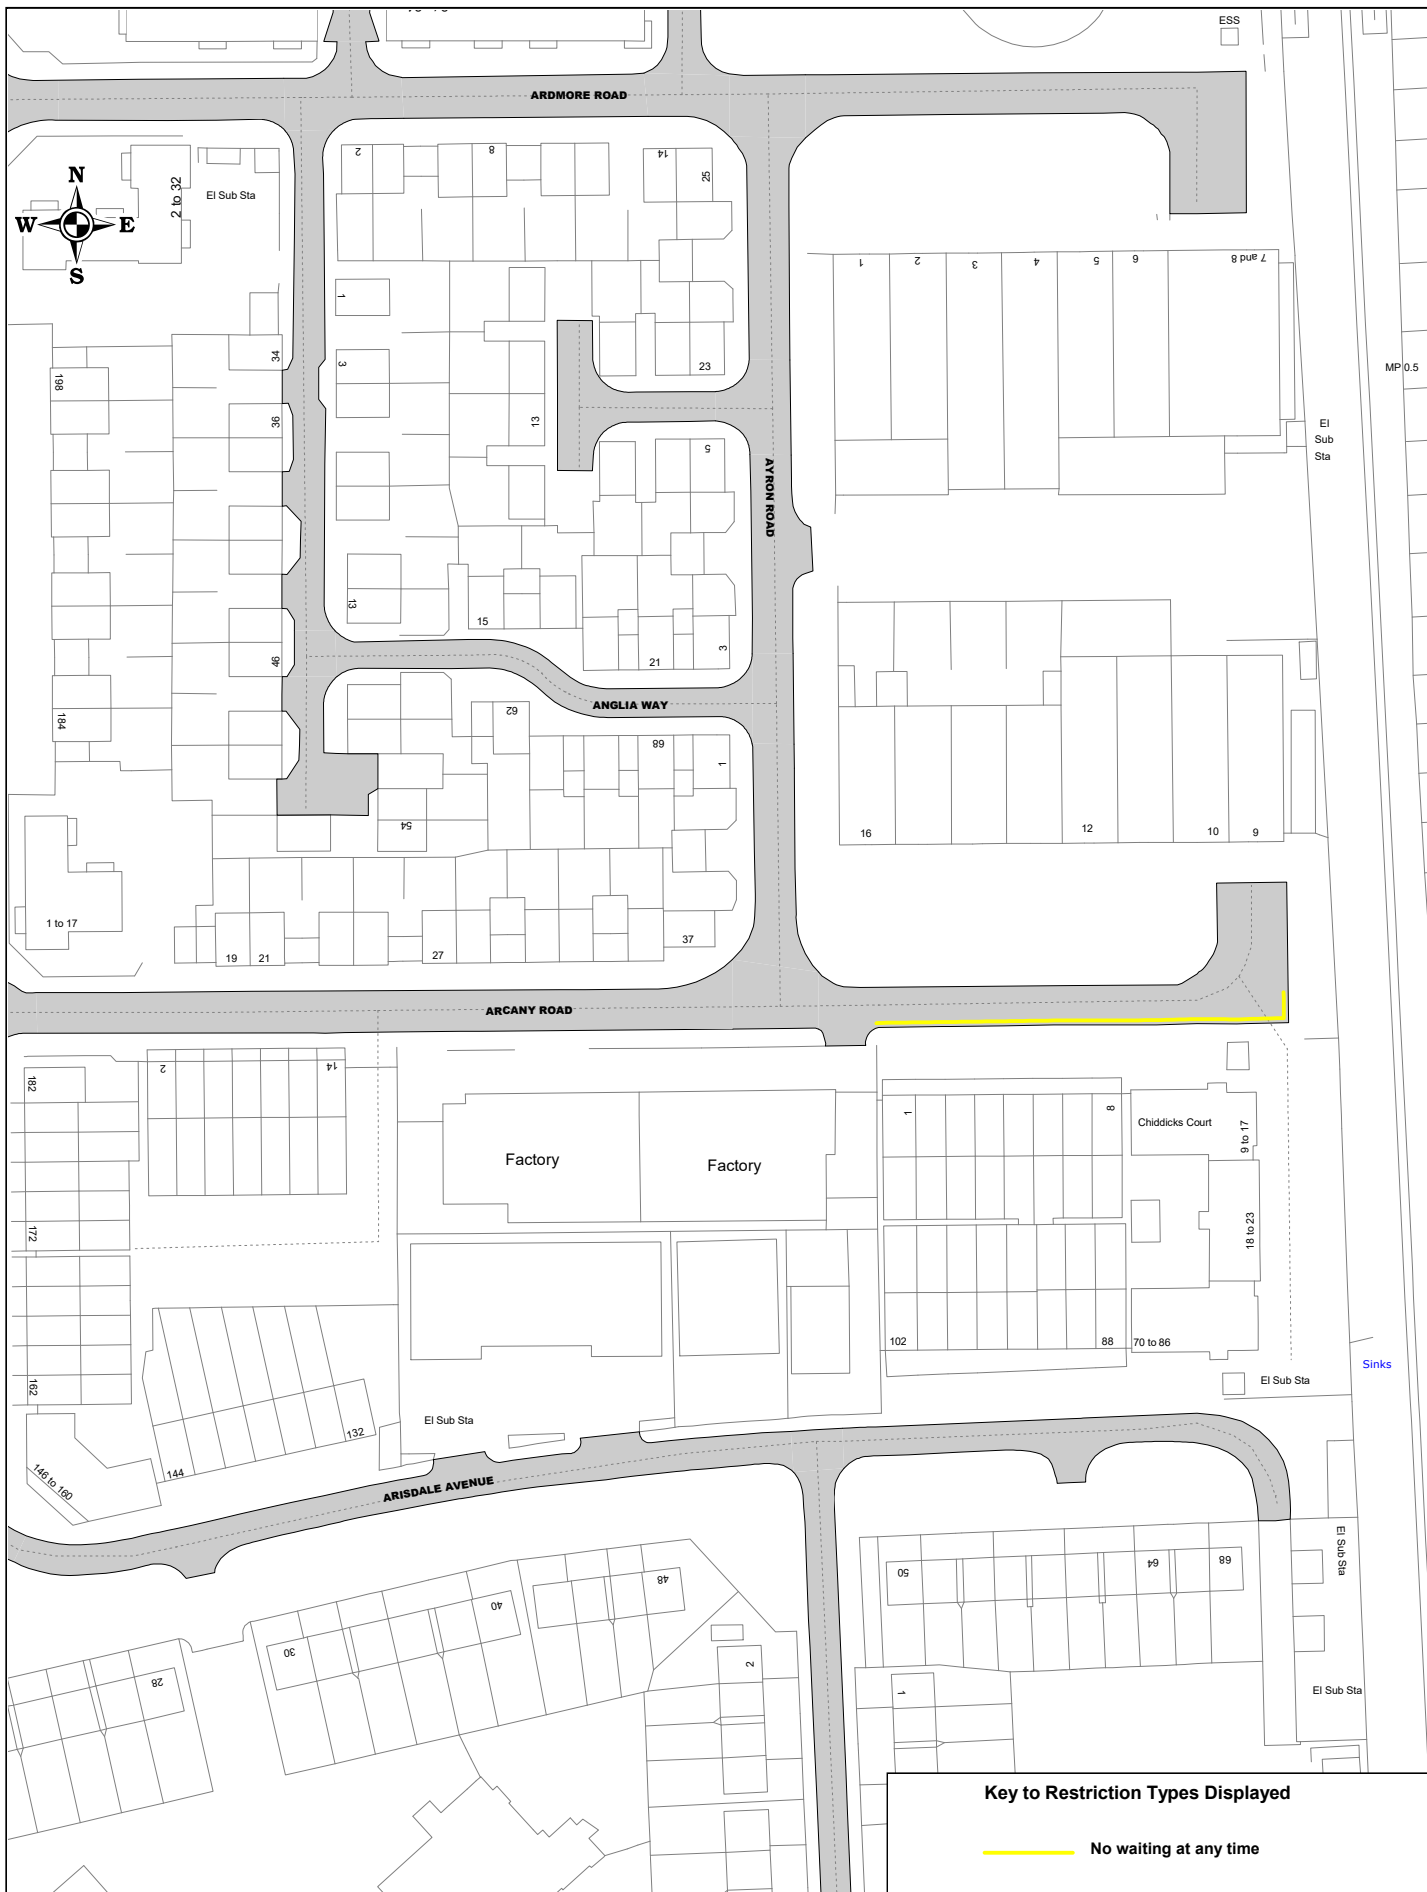 ESS
ARDMORE ROAD
2
8
14
25
2 to 32
El Sub Sta
N
W
E
S
1
2
3
4
5
6
7 and 8
1
3
34
198
36
13
23
MP 0.5
El
Sub
Sta
5
AYRON ROAD
13
15
46
21
3
184
ANGLIA WAY
62
68
1
54
16
12
10
9
1 to 17
19
21
27
37
ARCANY ROAD
182
2
14
1
8
Chiddicks Court
9 to 17
Factory
Factory
172
18 to 23
102
88
70 to 86
Sinks
162
El Sub Sta
El Sub Sta
132
144
146 to 160
ARISDALE AVENUE
El Sub Sta
50
64
68
48
40
30
28
2
1
El Sub Sta
Key to Restriction Types Displayed
No waiting at any time